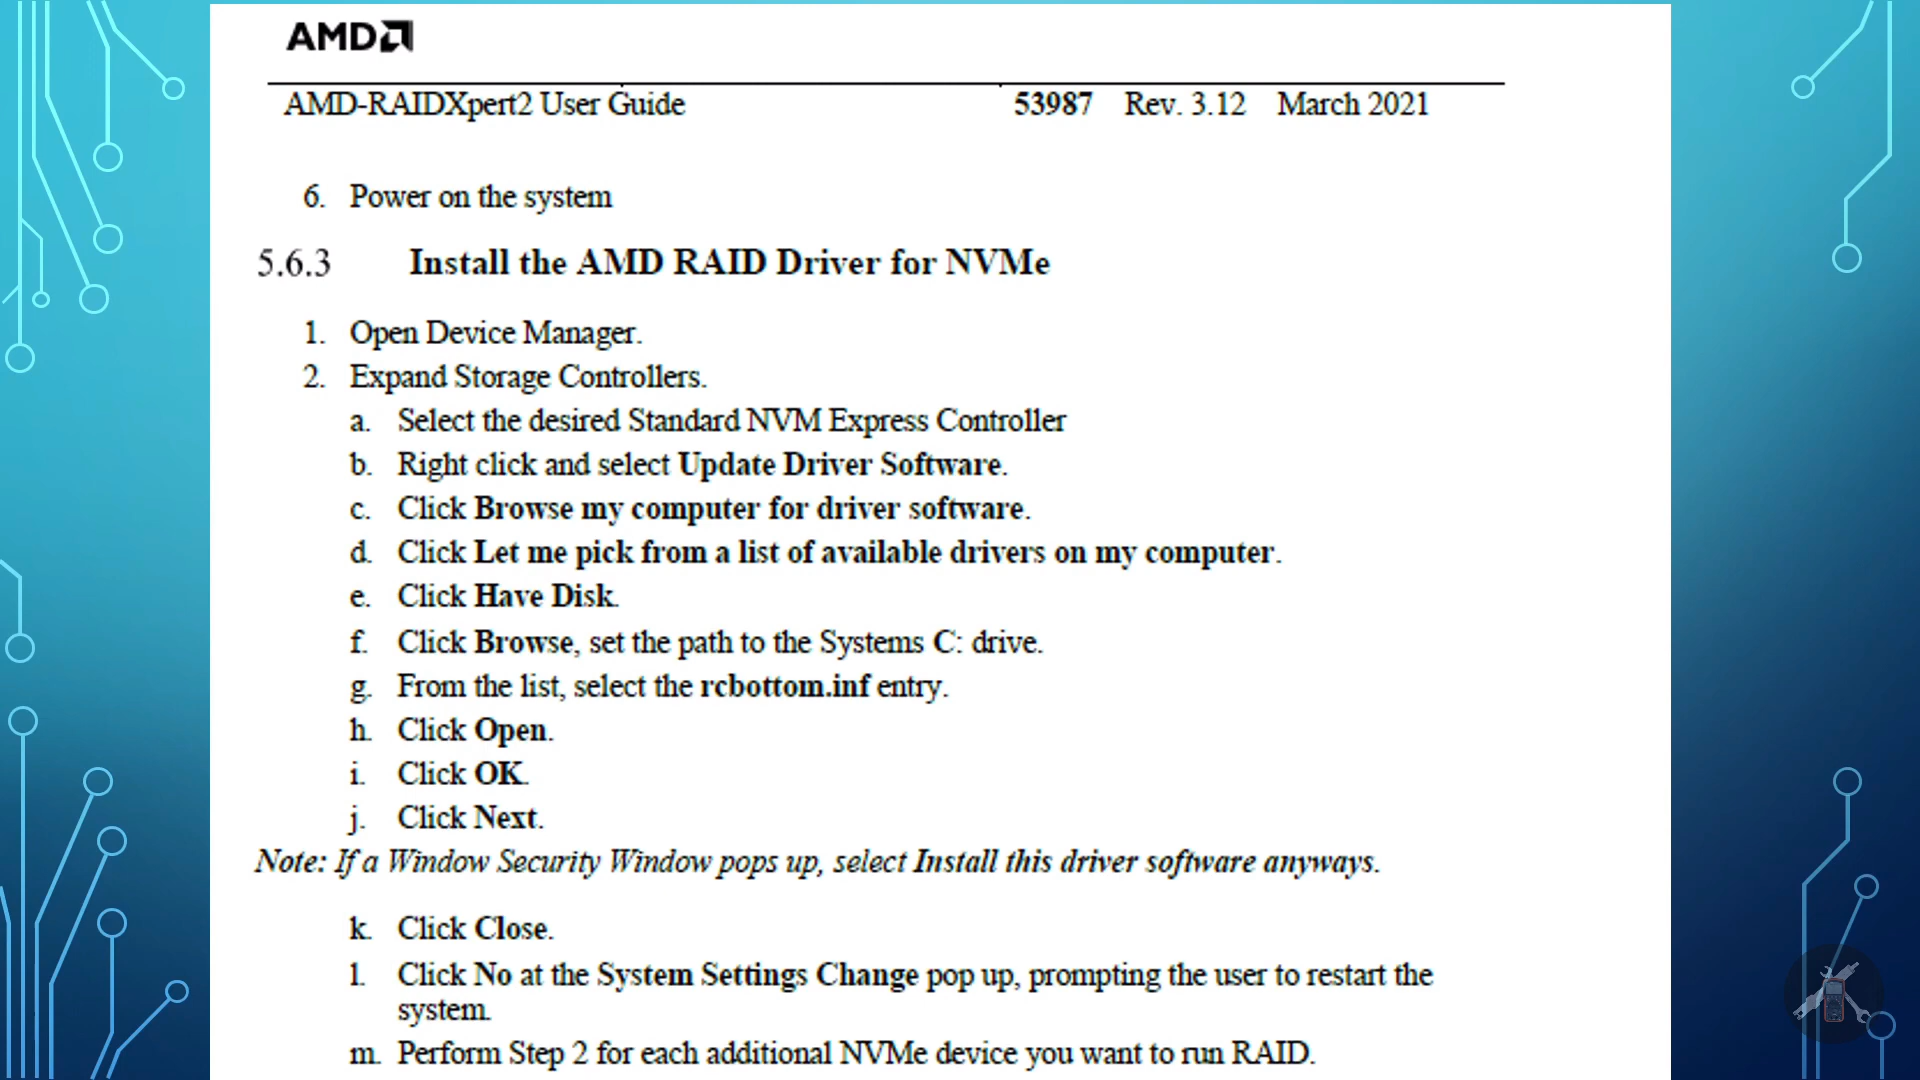 AMD
AMD-RAIDXpert2 User Guide 53987 Rev. 3.12 March 2021
6. Power on the system
5.6.3 Install the AMD RAID Driver for NVMe
1. Open Device Manager.
2. Expand Storage Controllers.
a. Select the desired Standard NVM Express Controller
b. Right click and select Update Driver Software.
c. Click Browse my computer for driver software.
d. Click Let me pick from a list of available drivers on my computer.
e. Click Have Disk.
f. Click Browse, set the path to the Systems C: drive.
g. From the list, select the rcbottom.inf entry.
h. Click Open.
i. Click OK.
j. Click Next.
Note: If a Window Security Window pops up, select Install this driver software anyways.
k. Click Close.
l. Click No at the System Settings Change pop up, prompting the user to restart the
system.
m. Perform Step 2 for each additional NVMe device you want to run RAID.